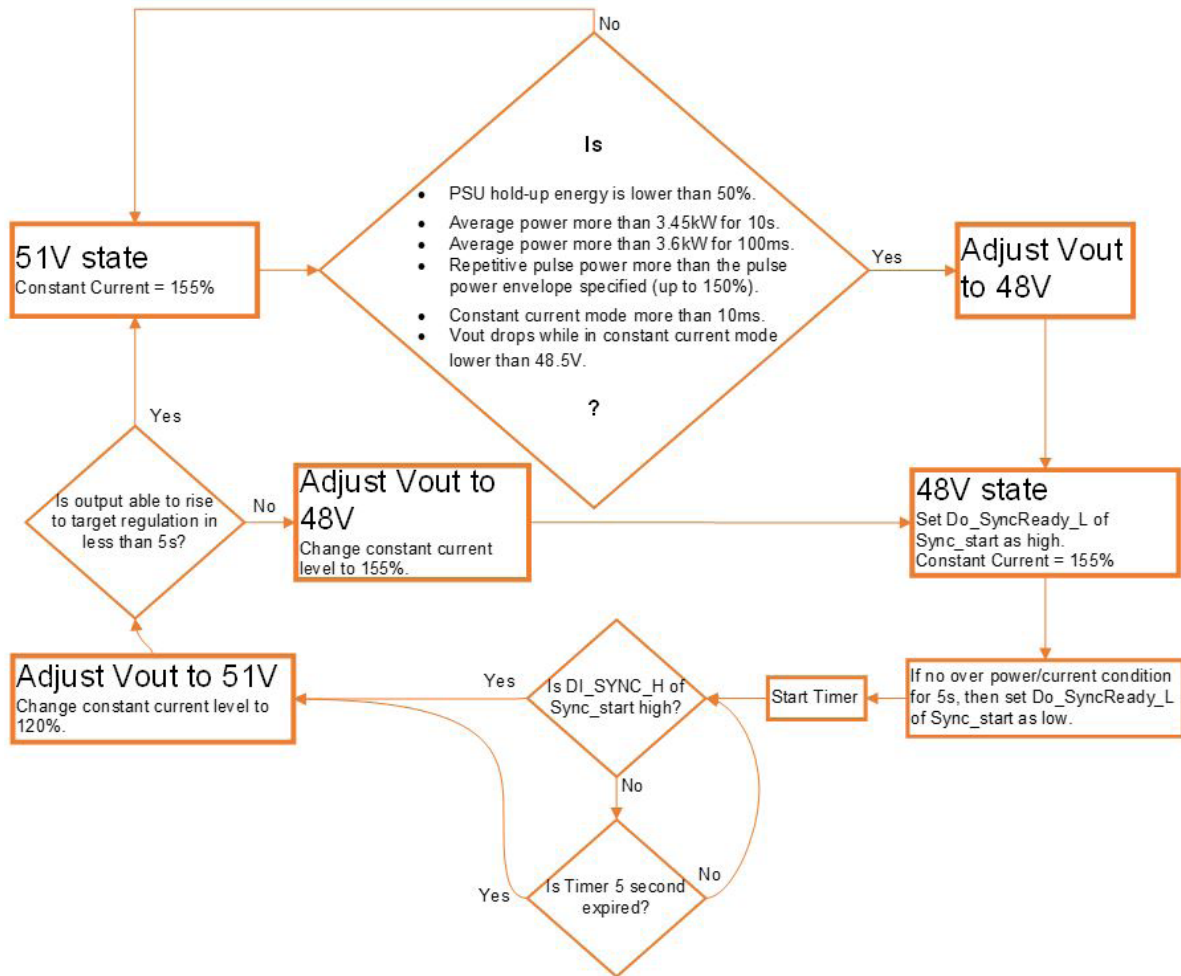 No
Is
• PSU hold-up energy is lower than 50%.
• Average power more than 3.45kW for 10s.
• Average power more than 3.6kW for 100ms.
• Repetitive pulse power more than the pulse
power envelope specified (up to 150%).
• Constant current mode more than 10ms.
• Vout drops while in constant current mode
lower than 48.5V.
?
51V state
Constant Current = 155%
Yes
Adjust Vout
to 48V
Yes
Is output able to rise
to target regulation in
less than 5s?
No
Adjust Vout to
48V
Change constant current
level to 155%.
48V state
Set Do_SyncReady_L of
Sync_start as high.
Constant Current = 155%
Adjust Vout to 51V
Change constant current level to
120%.
Yes
Is DI_SYNC_H of
Sync_start high?
Start Timer
If no over power/current condition
for 5s, then set Do_SyncReady_L
of Sync_start as low.
No
Yes
Is Timer 5 second
expired?
No